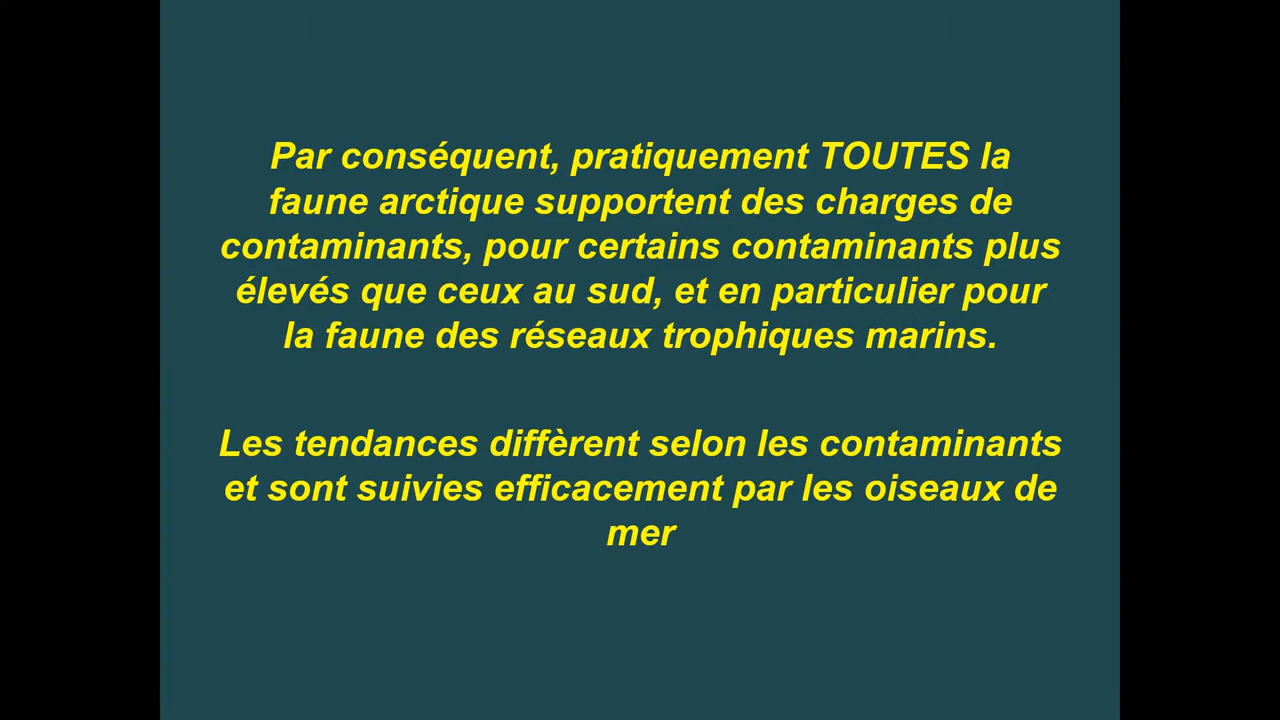 Par conséquent, pratiquement TOUTES la
faune arctique supportent des charges de
contaminants, pour certains contaminants plus
élevés que ceux au sud, et en particulier pour
la faune des réseaux trophiques marins.
Les tendances diffèrent selon les contaminants
et sont suivies efficacement par les oiseaux de
mer